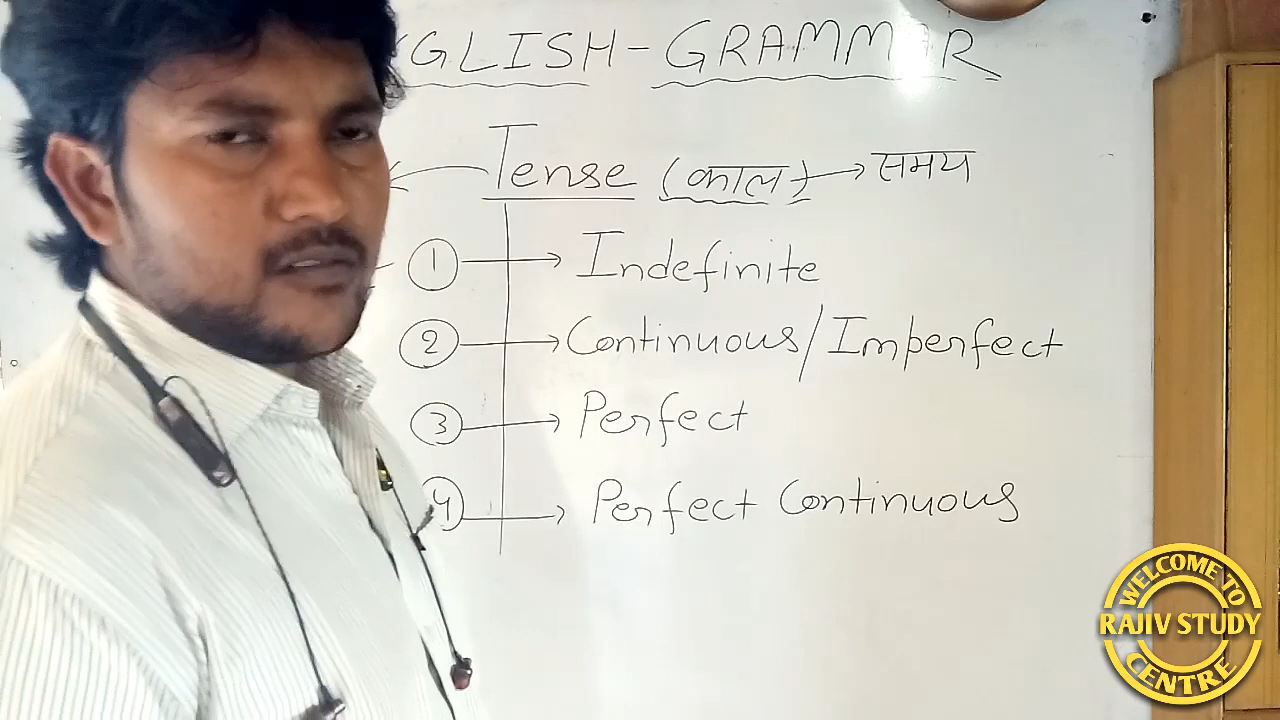 GLISH-GRAMMAR
Tense (काल) → समय
1 → Indefinite
2 → Continuous/Imperfect
3 → Perfect
4 → Perfect Continuous
WELCOME TO
RAJIV STUDY
CENTRE